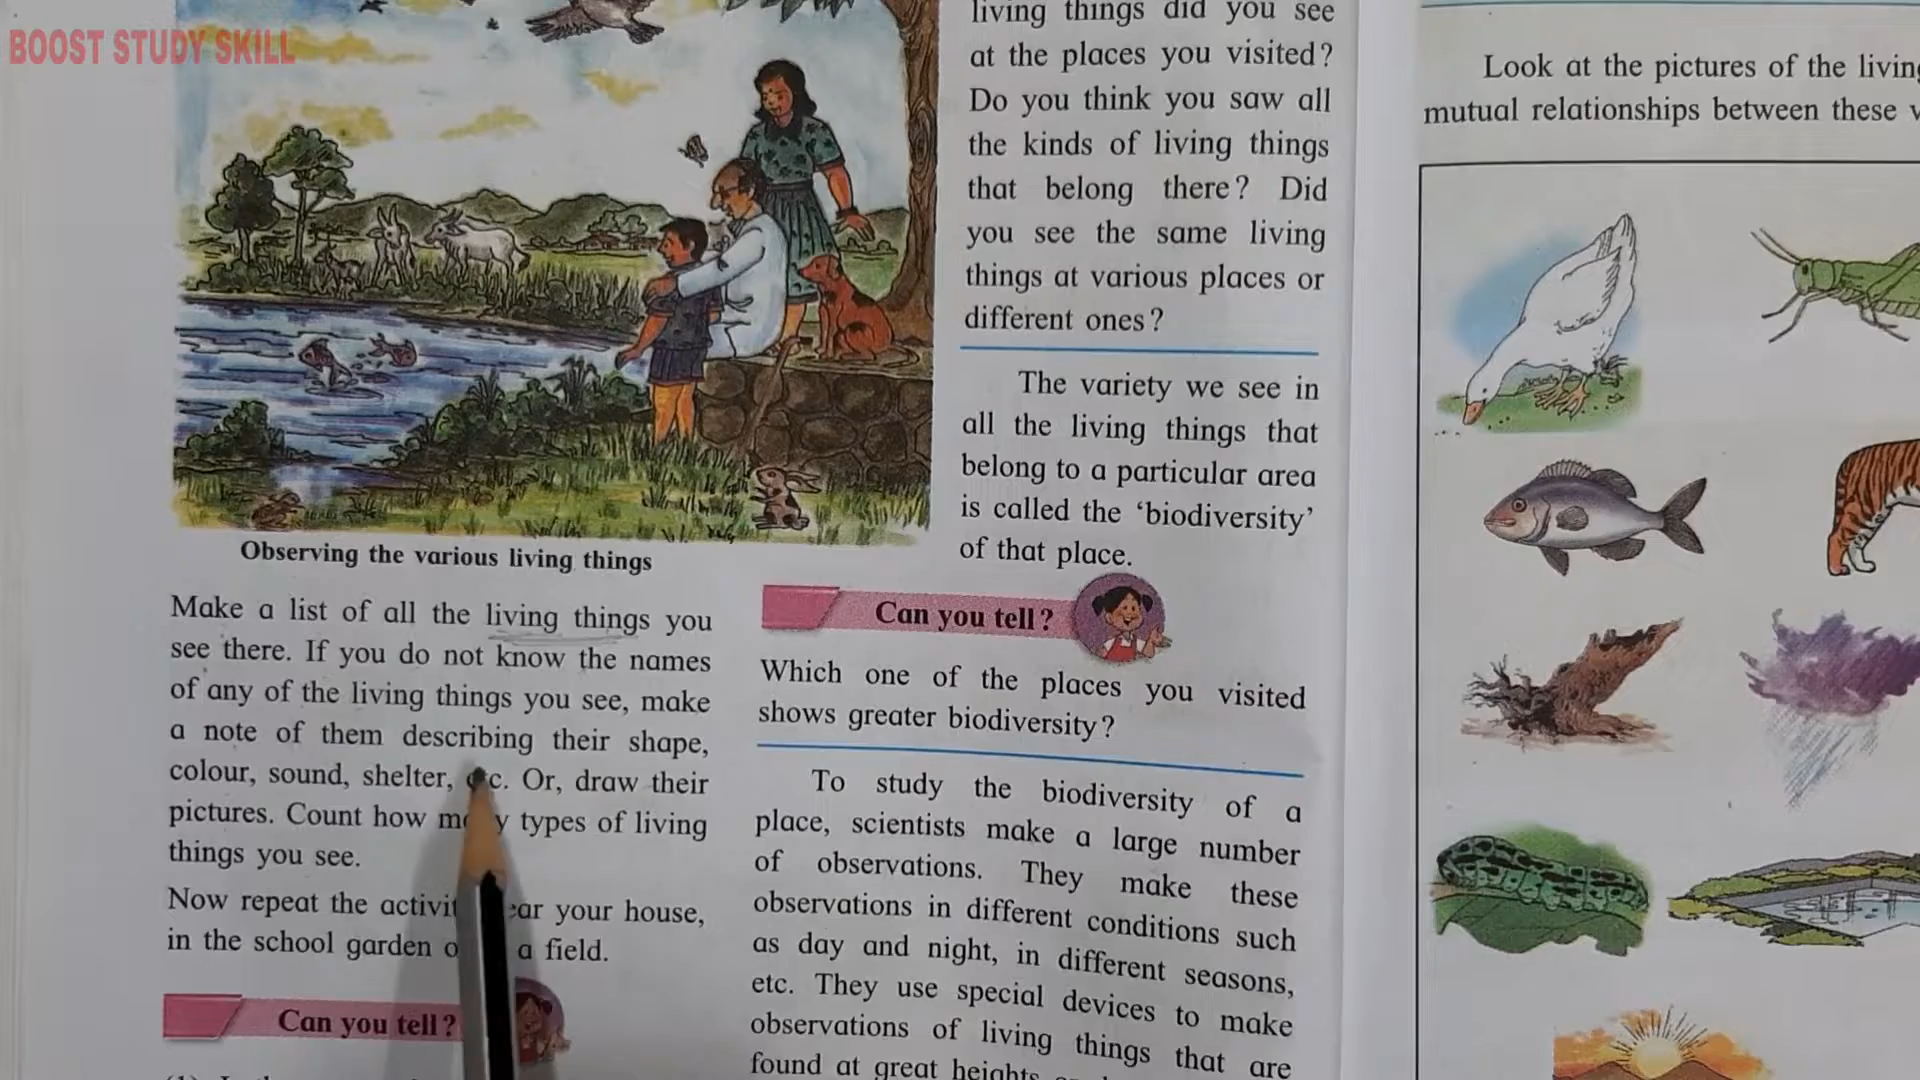 BOOST STUDY SKILL
Observing the various living things
Make a list of all the living things you
see there. If you do not know the names
of any of the living things you see, make
a note of them describing their shape,
colour, sound, shelter, etc. Or, draw their
pictures. Count how types of living
things you see.
Now repeat the your house,
in the school garden a field.
Can you tell?
living things did you see
at the places you visited?
Do you think you saw all
the kinds of living things
that belong there? Did
you see the same living
things at various places or
different ones?
The variety we see in
all the living things that
belong to a particular area
is called the ‘biodiversity’
of that place.
Can you tell?
Which one of the places you visited
shows greater biodiversity?
To study the biodiversity of a
place, scientists make a large number
of observations. They make these
observations in different conditions such
as day and night, in different seasons,
etc. They use special devices to make
observations of living things that are
found at great heights
Look at the pictures of the
mutual relationships between these